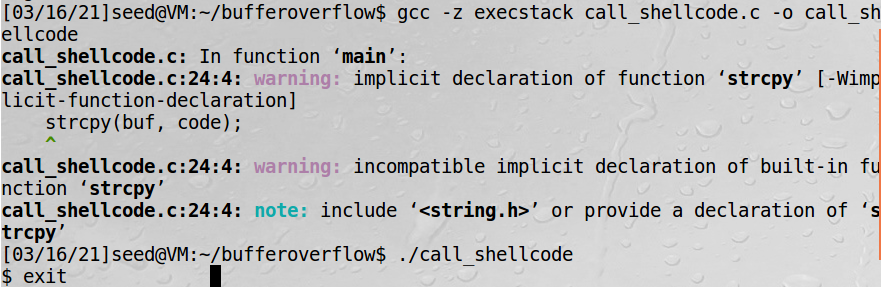 [03/16/21]seed@VM:~/bufferoverflow$ gcc -z execstack call_shellcode.c -o call_sh
ellcode
call_shellcode.c: In function ‘main’:
call_shellcode.c:24:4: warning: implicit declaration of function ‘strcpy’ [-Wimp
licit-function-declaration]
    strcpy(buf, code);
    ^
call_shellcode.c:24:4: warning: incompatible implicit declaration of built-in fu
nction ‘strcpy’
call_shellcode.c:24:4: note: include ‘<string.h>’ or provide a declaration of ‘s
trcpy’
[03/16/21]seed@VM:~/bufferoverflow$ ./call_shellcode
$ exit